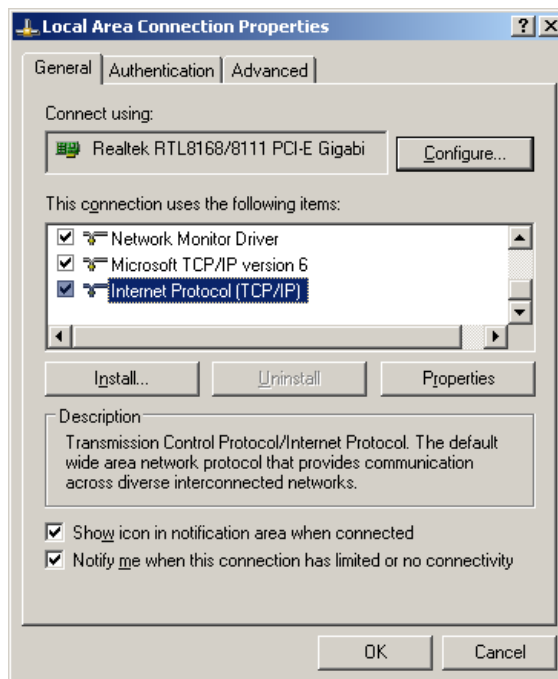 Local Area Connection Properties
General
Authentication
Advanced
Connect using:
Realtek RTL8168/8111 PCI-E Gigabi
Configure...
This connection uses the following items:
Network Monitor Driver
Microsoft TCP/IP version 6
Internet Protocol (TCP/IP)
Install...
Uninstall
Properties
Description
Transmission Control Protocol/Internet Protocol. The default
wide area network protocol that provides communication
across diverse interconnected networks.
Show icon in notification area when connected
Notify me when this connection has limited or no connectivity
OK
Cancel